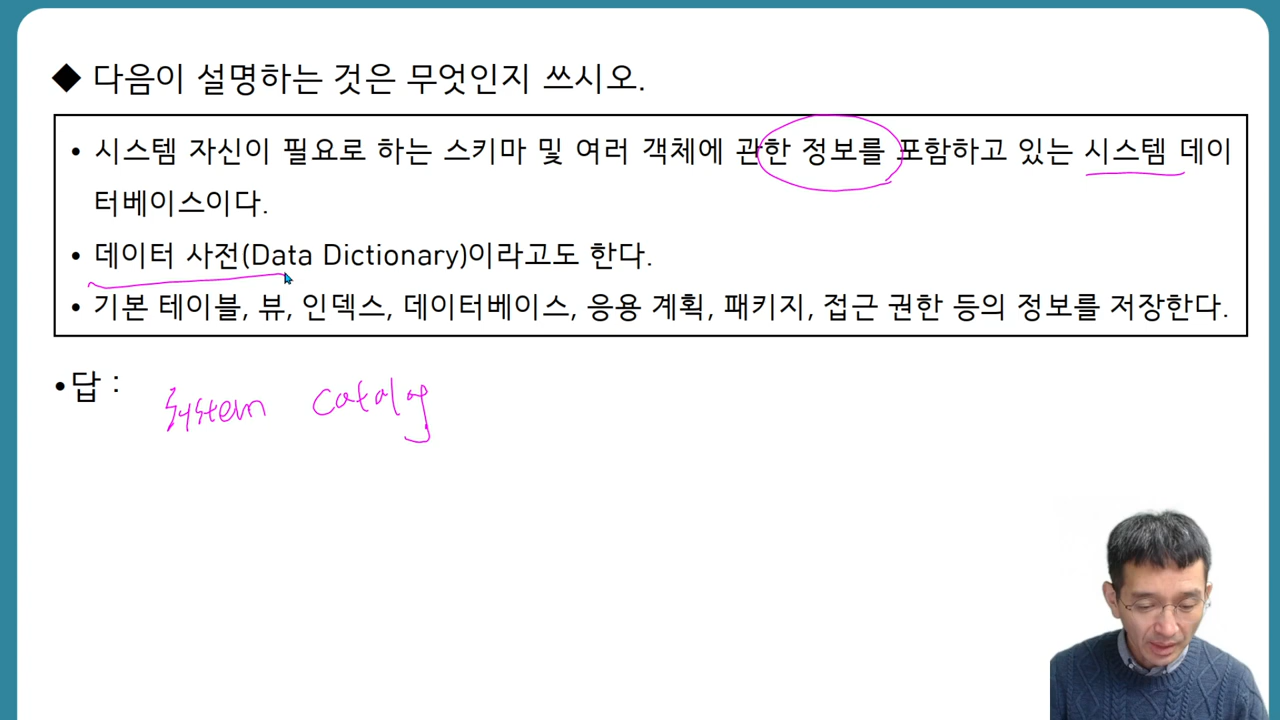 ◆ 다음이 설명하는 것은 무엇인지 쓰시오.
• 시스템 자신이 필요로 하는 스키마 및 여러 객체에 관한 정보를 포함하고 있는 시스템 데이
터베이스이다.
• 데이터 사전(Data Dictionary)이라고도 한다.
• 기본 테이블, 뷰, 인덱스, 데이터베이스, 응용 계획, 패키지, 접근 권한 등의 정보를 저장한다.
•답 : system catalog